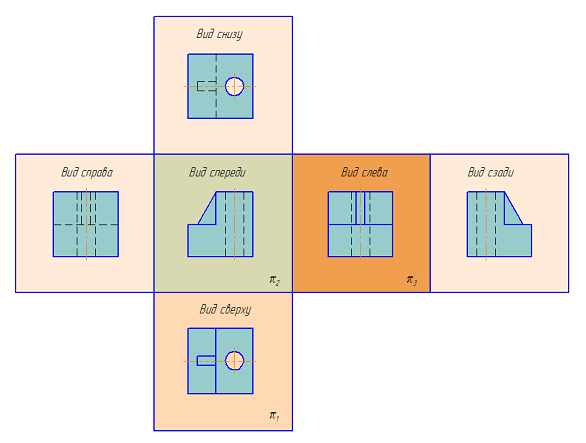 Вид снизу
Вид справа
Вид спереди
Вид слева
Вид сзади
π2
π3
Вид сверху
π1